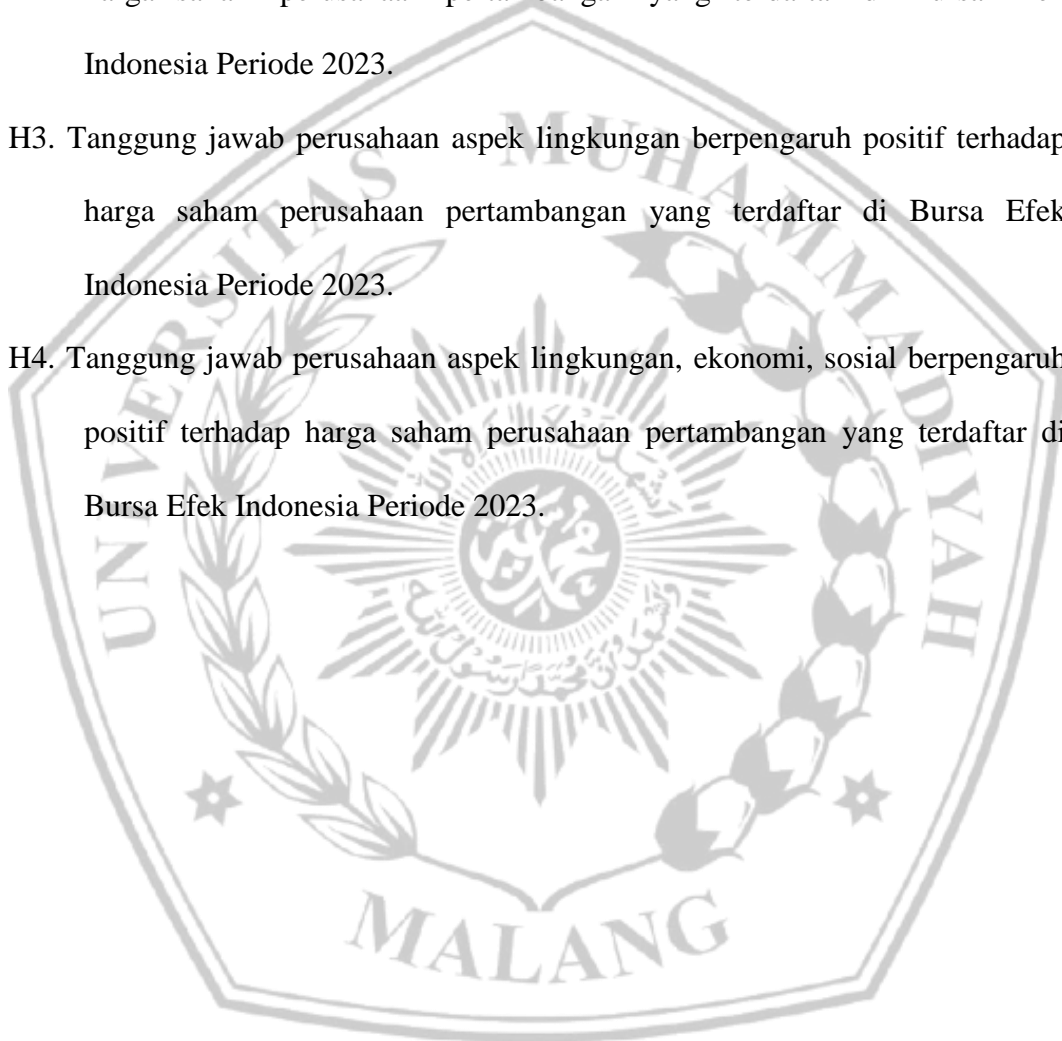 Indonesia Periode 2023.
H3. Tanggung jawab perusahaan aspek lingkungan berpengaruh positif terhadap
harga saham perusahaan pertambangan yang terdaftar di Bursa Efek
Indonesia Periode 2023.
H4. Tanggung jawab perusahaan aspek lingkungan, ekonomi, sosial berpengaruh
positif terhadap harga saham perusahaan pertambangan yang terdaftar di
Bursa Efek Indonesia Periode 2023.
UNIVERSITAS MUHAMMADIYAH
MALANG